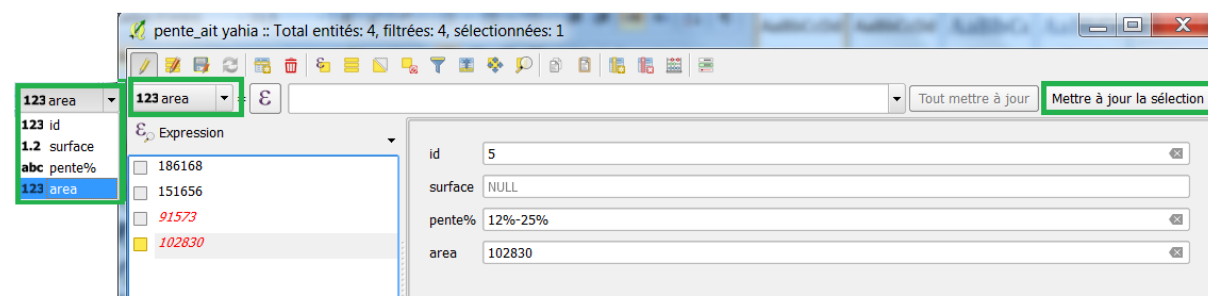 pente_ait yahia :: Total entités: 4, filtrées: 4, sélectionnées: 1
123 area
123 id
1.2 surface
abc pente%
123 area
123 area = ε Tout mettre à jour Mettre à jour la sélection
Expression
186168
151656
91573
102830
id 5
surface NULL
pente% 12%-25%
area 102830